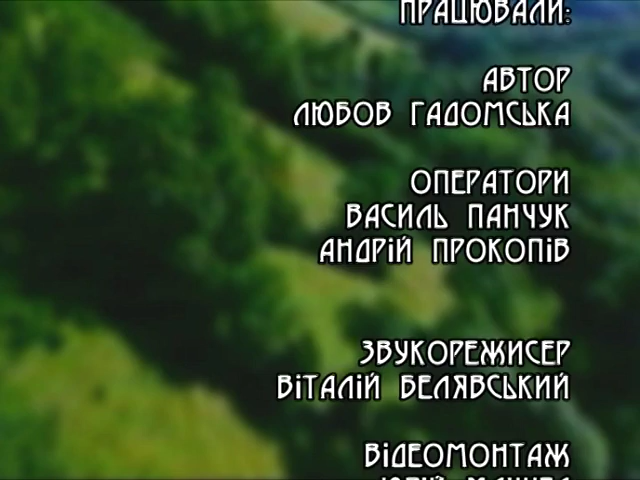 ПРАЦЮВАЛИ:
АВТОР
ЛЮБОВ ГАДОМСЬКА
ОПЕРАТОРИ
ВАСИЛЬ ПАНЧУК
АНДРІЙ ПРОКОПІВ
ЗВУКОРЕЖИСЕР
ВІТАЛІЙ БЕЛЯВСЬКИЙ
ВІДЕОМОНТАЖ